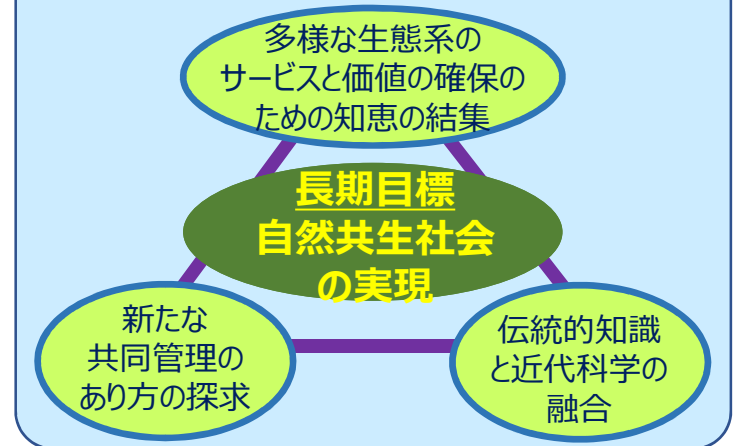 多様な生態系の
サービスと価値の確保の
ための知恵の結集
長期目標
自然共生社会
の実現
新たな
共同管理の
あり方の探求
伝統的知識
と近代科学の
融合